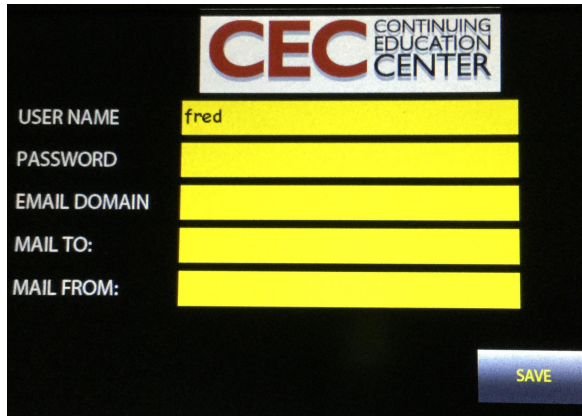 CEC CONTINUING
EDUCATION
CENTER
USER NAME fred
PASSWORD
EMAIL DOMAIN
MAIL TO:
MAIL FROM:
SAVE